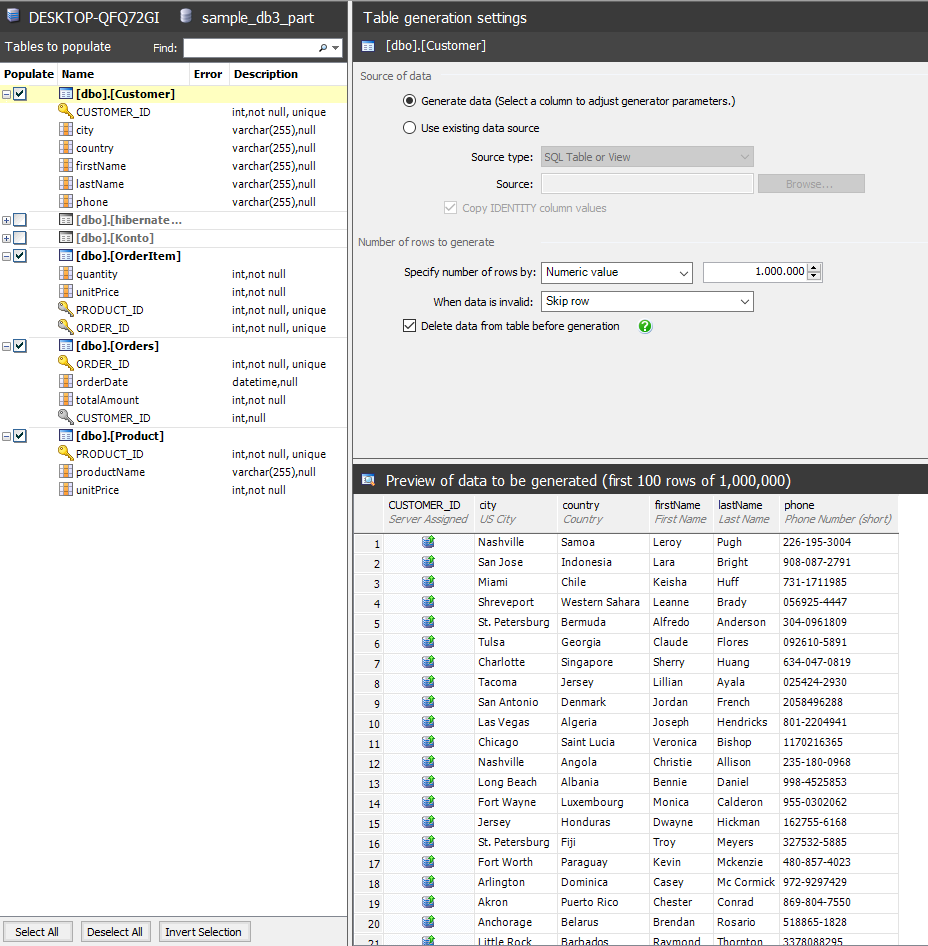 DESKTOP-QFQ72GI sample_db3_part
Tables to populate Find:
Populate Name Error Description
[dbo].[Customer]
CUSTOMER_ID int,not null, unique
city varchar(255),null
country varchar(255),null
firstName varchar(255),null
lastName varchar(255),null
phone varchar(255),null
[dbo].[hibernate...
[dbo].[Konto]
[dbo].[OrderItem]
quantity int,not null
unitPrice int,not null
PRODUCT_ID int,not null, unique
ORDER_ID int,not null, unique
[dbo].[Orders]
ORDER_ID int,not null, unique
orderDate datetime,null
totalAmount int,not null
CUSTOMER_ID int,null
[dbo].[Product]
PRODUCT_ID int,not null, unique
productName varchar(255),null
unitPrice int,not null
Select All Deselect All Invert Selection
Table generation settings
[dbo].[Customer]
Source of data
Generate data (Select a column to adjust generator parameters.)
Use existing data source
Source type: SQL Table or View
Source: Browse...
Copy IDENTITY column values
Number of rows to generate
Specify number of rows by: Numeric value 1.000.000
When data is invalid: Skip row
Delete data from table before generation ?
Preview of data to be generated (first 100 rows of 1,000,000)
CUSTOMER_ID city country firstName lastName phone
Server Assigned US City Country First Name Last Name Phone Number (short)
1 Nashville Samoa Leroy Pugh 226-195-3004
2 San Jose Indonesia Lara Bright 908-087-2791
3 Miami Chile Keisha Huff 731-1711985
4 Shreveport Western Sahara Leanne Brady 056925-4447
5 St. Petersburg Bermuda Alfredo Anderson 304-0961809
6 Tulsa Georgia Claude Flores 092610-5891
7 Charlotte Singapore Sherry Huang 634-047-0819
8 Tacoma Jersey Lillian Ayala 025424-2930
9 San Antonio Denmark Jordan French 2058496288
10 Las Vegas Algeria Joseph Hendricks 801-2204941
11 Chicago Saint Lucia Veronica Bishop 1170216365
12 Nashville Angola Christie Allison 235-180-0968
13 Long Beach Albania Bennie Daniel 998-4525853
14 Fort Wayne Luxembourg Monica Calderon 955-0302062
15 Jersey Honduras Dwayne Hickman 162755-6168
16 St. Petersburg Fiji Troy Meyers 327532-5885
17 Fort Worth Paraguay Kevin Mckenzie 480-857-4023
18 Arlington Dominica Casey Mc Cormick 972-9297429
19 Akron Puerto Rico Chester Conrad 869-804-7550
20 Anchorage Belarus Brendan Rosario 518865-1828
21 Little Rock Barbados Raymond Thornton 3378088295